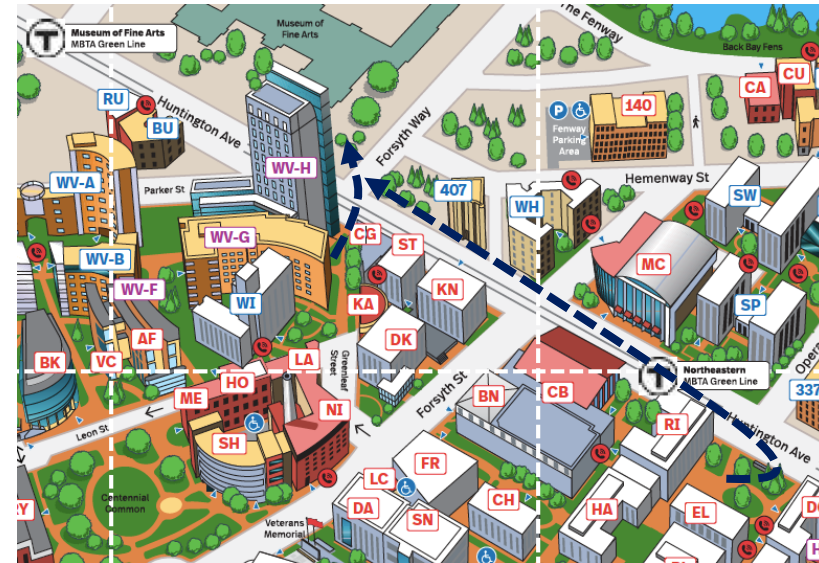 Museum of Fine Arts
MBTA Green Line
Museum of
Fine Arts
The Fenway
Back Bay Fens
RU
BU
Huntington Ave
CA
CU
140
P
Fenway
Parking
Area
Forsyth Way
WV-H
WV-A
Parker St
407
Hemenway St
WH
SW
WV-G
CG
ST
MC
WV-B
WV-F
WI
KA
KN
SP
AF
DK
BK
VC
LA
Greenleaf
Street
HO
Northeastern
MBTA Green Line
T
T
ME
NI
Forsyth St
BN
CB
337
Leon St
SH
RI
Huntington Ave
FR
LC
Centennial
Common
DA
SN
CH
HA
EL
Veterans
Memorial